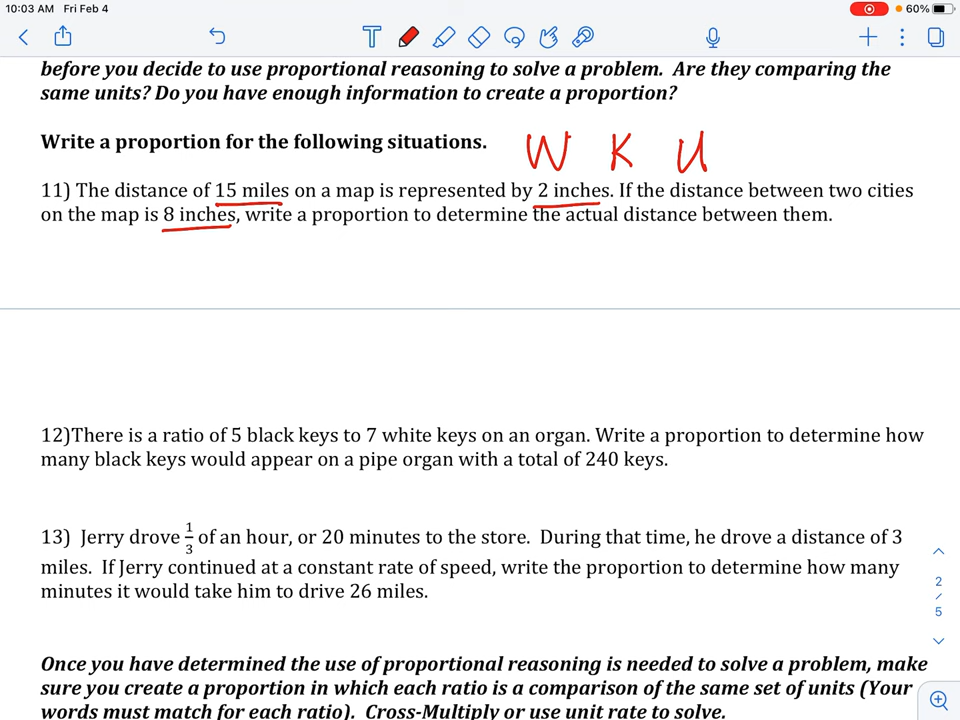 10:03 AM Fri Feb 4
60%
T
before you decide to use proportional reasoning to solve a problem. Are they comparing the
same units? Do you have enough information to create a proportion?
Write a proportion for the following situations. W K U
11) The distance of 15 miles on a map is represented by 2 inches. If the distance between two cities
on the map is 8 inches, write a proportion to determine the actual distance between them.
12)There is a ratio of 5 black keys to 7 white keys on an organ. Write a proportion to determine how
many black keys would appear on a pipe organ with a total of 240 keys.
13) Jerry drove 1/3 of an hour, or 20 minutes to the store. During that time, he drove a distance of 3
miles. If Jerry continued at a constant rate of speed, write the proportion to determine how many
minutes it would take him to drive 26 miles.
2
/
5
Once you have determined the use of proportional reasoning is needed to solve a problem, make
sure you create a proportion in which each ratio is a comparison of the same set of units (Your
words must match for each ratio). Cross-Multiply or use unit rate to solve.